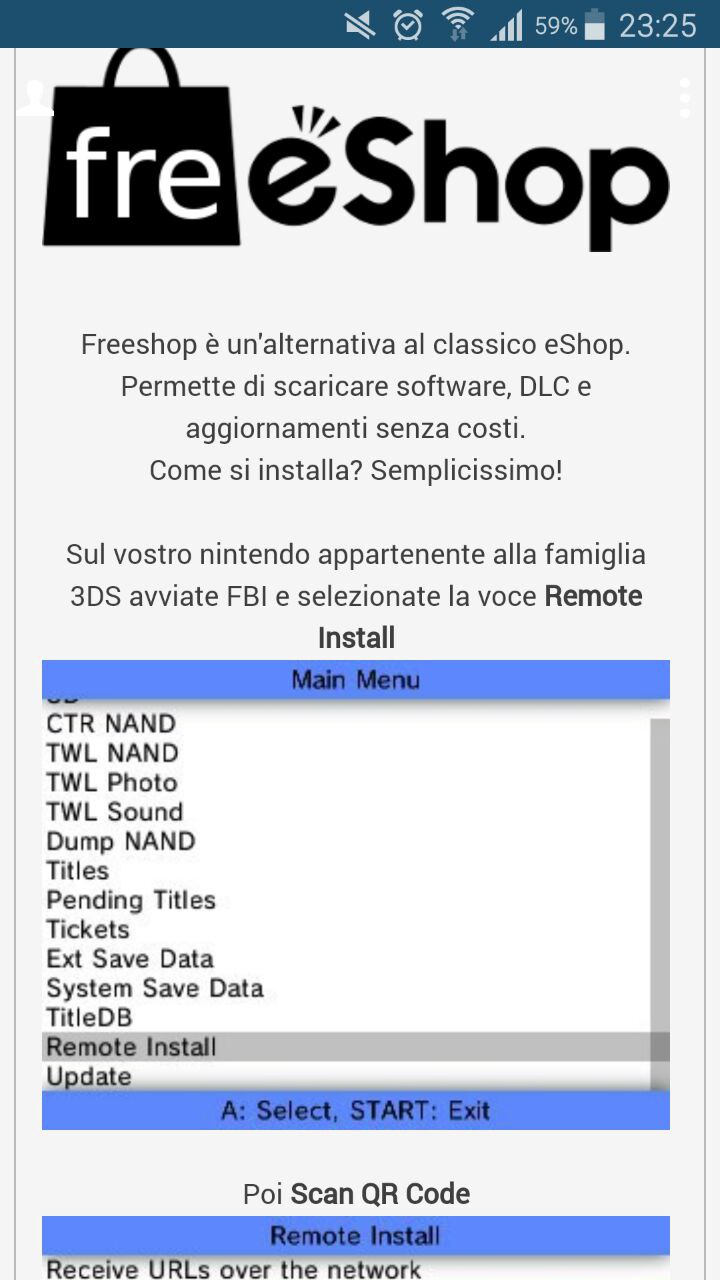 59% 23:25
freeShop
Freeshop è un'alternativa al classico eShop.
Permette di scaricare software, DLC e
aggiornamenti senza costi.
Come si installa? Semplicissimo!
Sul vostro nintendo appartenente alla famiglia
3DS avviate FBI e selezionate la voce Remote
Install
Main Menu
CTR NAND
TWL NAND
TWL Photo
TWL Sound
Dump NAND
Titles
Pending Titles
Tickets
Ext Save Data
System Save Data
TitleDB
Remote Install
Update
A: Select, START: Exit
Poi Scan QR Code
Remote Install
Receive URLs over the network